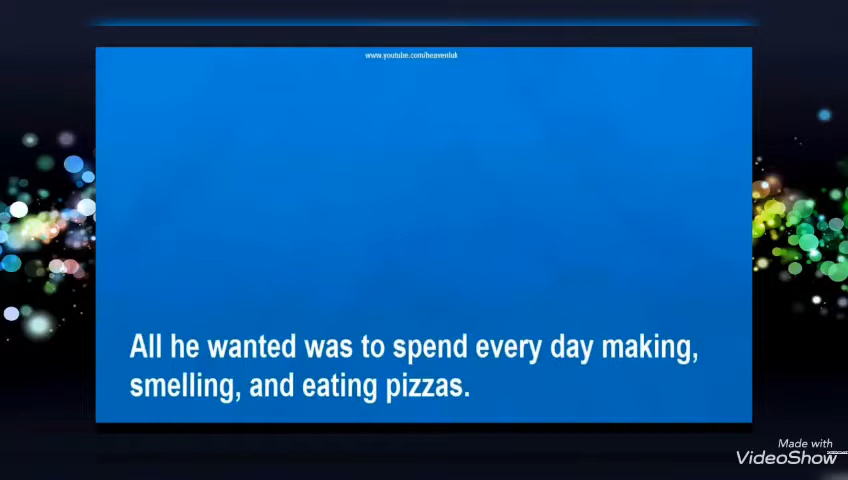 www.youtube.com/heavenluk
All he wanted was to spend every day making,
smelling, and eating pizzas.
Made with
VideoShow